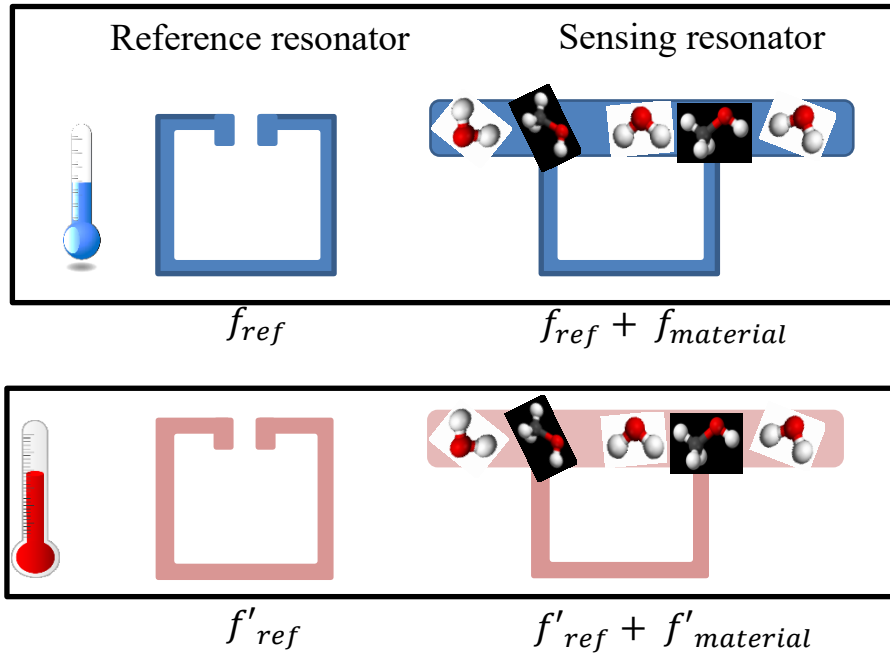 Reference resonator
Sensing resonator
f_ref
f_ref + f_material
f'_ref
f'_ref + f'_material